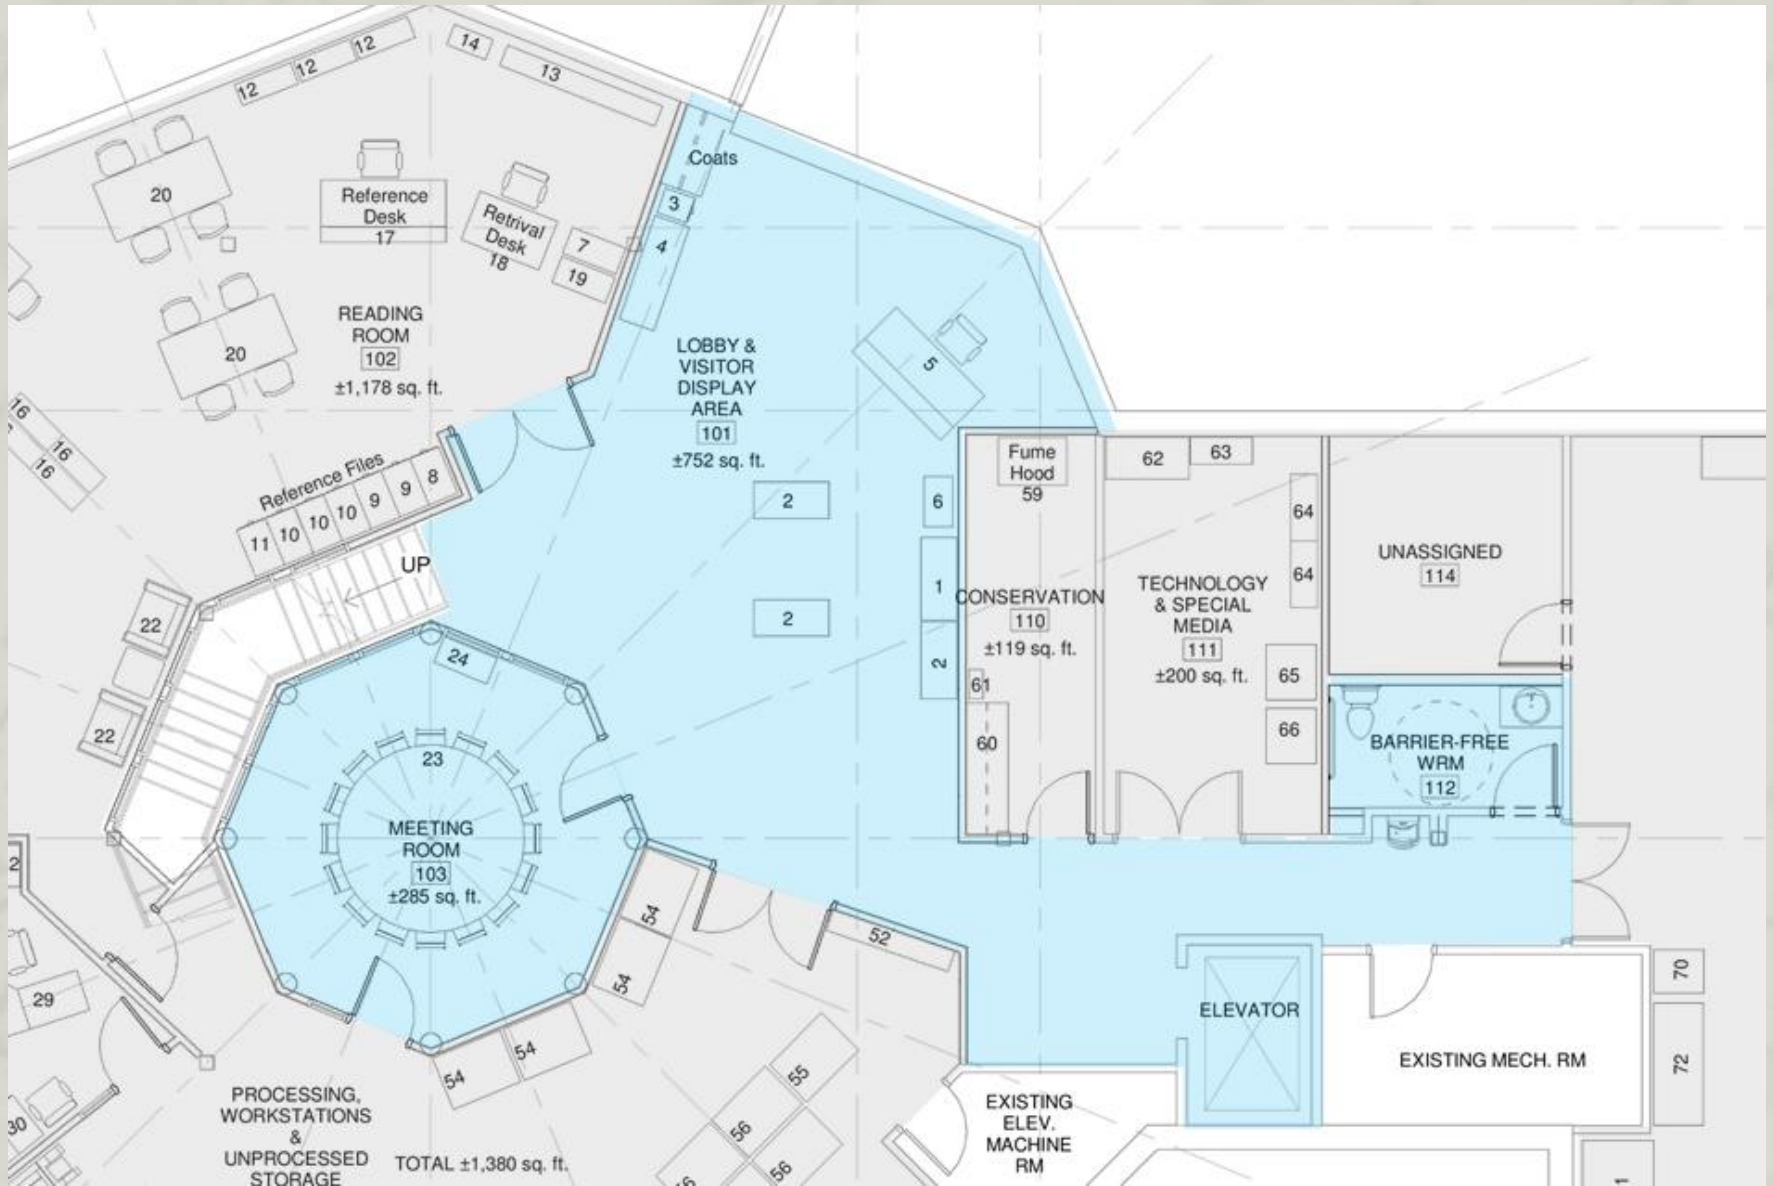 12
12
12
14
13
Coats
3
4
20
Reference
Desk
17
Retrival
Desk
18
7
19
READING
ROOM
102
±1,178 sq. ft.
20
LOBBY &
VISITOR
DISPLAY
AREA
101
±752 sq. ft.
5
16
16
16
Reference Files
11
10
10
10
9
9
8
UP
2
2
6
1
2
Fume
Hood
59
CONSERVATION
110
±119 sq. ft.
61
60
62
63
64
64
TECHNOLOGY
& SPECIAL
MEDIA
111
±200 sq. ft.
65
66
UNASSIGNED
114
BARRIER-FREE
WRM
112
22
22
24
23
MEETING
ROOM
103
±285 sq. ft.
2
29
30
54
54
54
54
52
55
56
56
ELEVATOR
EXISTING MECH. RM
70
72
EXISTING
ELEV.
MACHINE
RM
PROCESSING,
WORKSTATIONS
&
UNPROCESSED
STORAGE
TOTAL ±1,380 sq. ft.